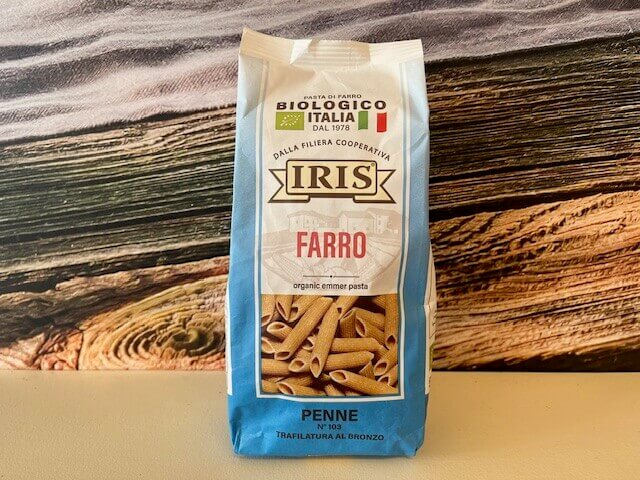 PASTA DI FARRO
BIOLOGICO
ITALIA
DAL 1978
DALLA FILIERA COOPERATIVA
IRIS®
FARRO
organic emmer pasta
PENNE
N° 103
TRAFILATURA AL BRONZO